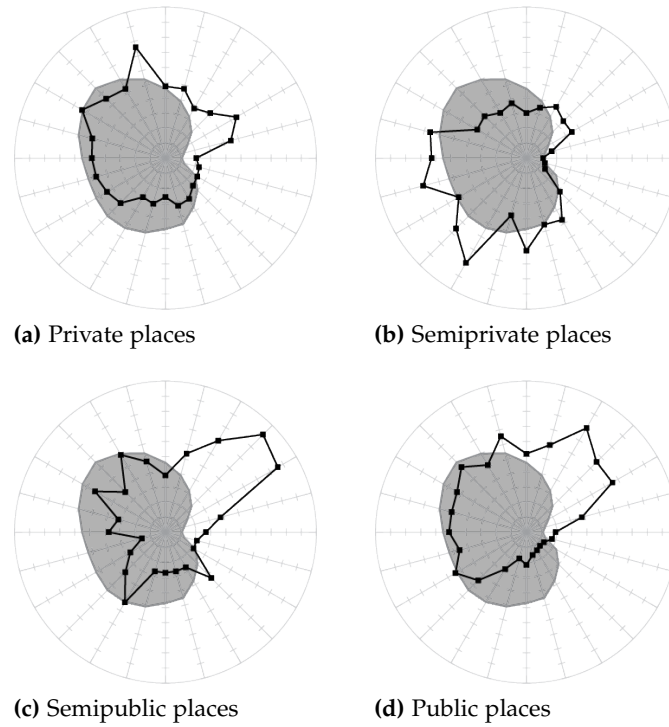 (a) Private places
(b) Semiprivate places
(c) Semipublic places
(d) Public places